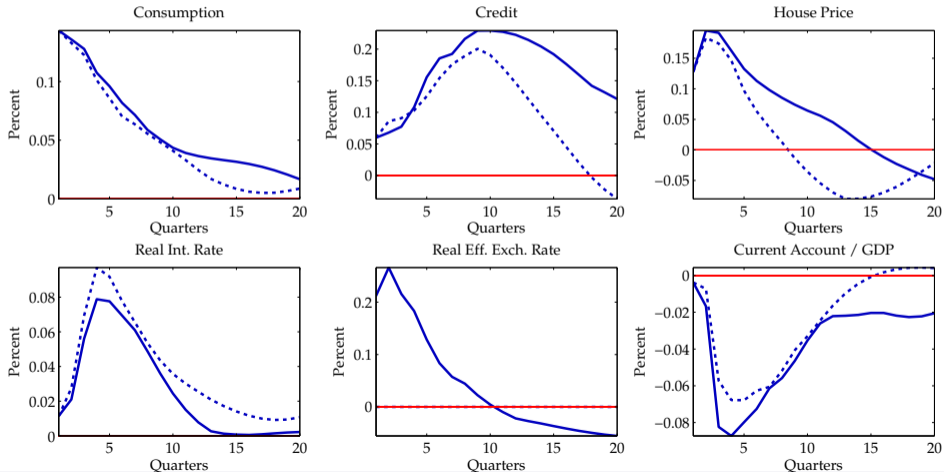 Consumption
Credit
House Price
Percent
0.1
0.05
0
5
10
15
20
Quarters
Percent
0.2
0.15
0.1
0.05
0
5
10
15
20
Quarters
Percent
0.15
0.1
0.05
0
−0.05
5
10
15
20
Quarters
Real Int. Rate
Real Eff. Exch. Rate
Current Account / GDP
Percent
0.08
0.06
0.04
0.02
0
5
10
15
20
Quarters
Percent
0.2
0.1
0
5
10
15
20
Quarters
Percent
0
−0.02
−0.04
−0.06
−0.08
5
10
15
20
Quarters